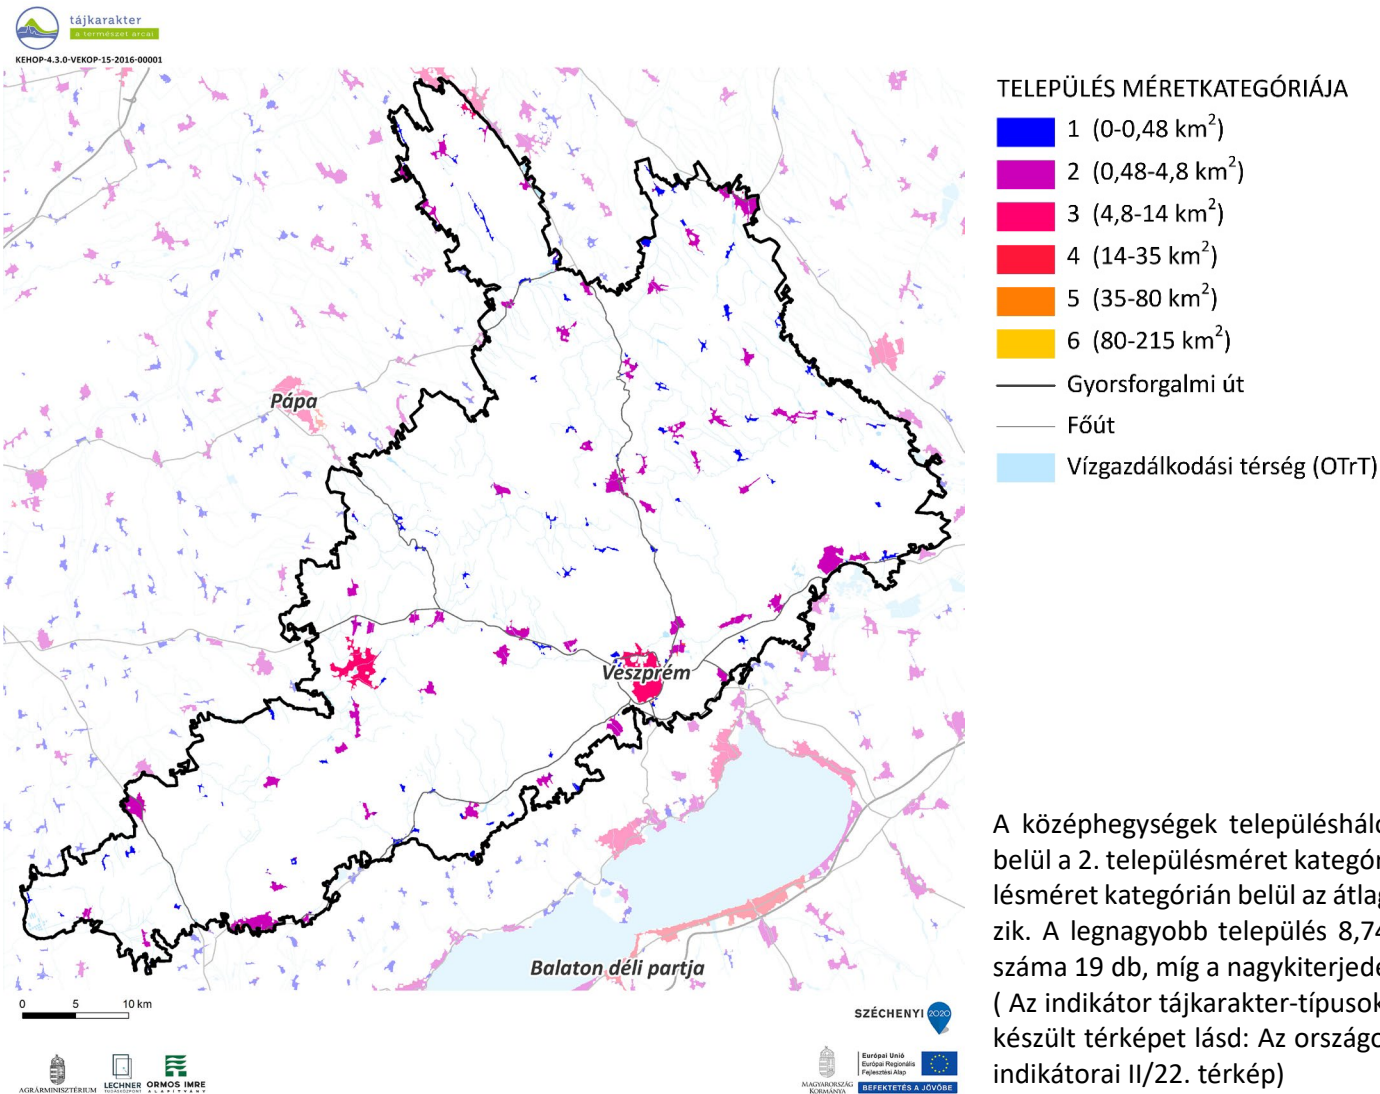 tájkarakter
a természet arcai
KEHOP-4.3.0-VEKOP-15-2016-00001
TELEPÜLÉS MÉRETKATEGÓRIÁJA
1 (0-0,48 km²)
2 (0,48-4,8 km²)
3 (4,8-14 km²)
4 (14-35 km²)
5 (35-80 km²)
6 (80-215 km²)
Gyorsforgalmi út
Főút
Vízgazdálkodási térség (OTrT)
Pápa
Veszprém
Balaton déli partja
0 5 10 km
A középhegységek településháló
belül a 2. településméret kategór
lésméret kategórián belül az átlag
zik. A legnagyobb település 8,74
száma 19 db, míg a nagykiterjede
( Az indikátor tájkarakter-típusok
készült térképet lásd: Az országo
indikátorai II/22. térkép)
SZÉCHENYI 2020
AGRÁRMINISZTÉRIUM
LECHNER
TUDÁSKÖZPONT
ORMOS IMRE
ALAPÍTVÁNY
MAGYARORSZÁG
KORMÁNYA
Európai Unió
Európai Regionális
Fejlesztési Alap
BEFEKTETÉS A JÖVŐBE